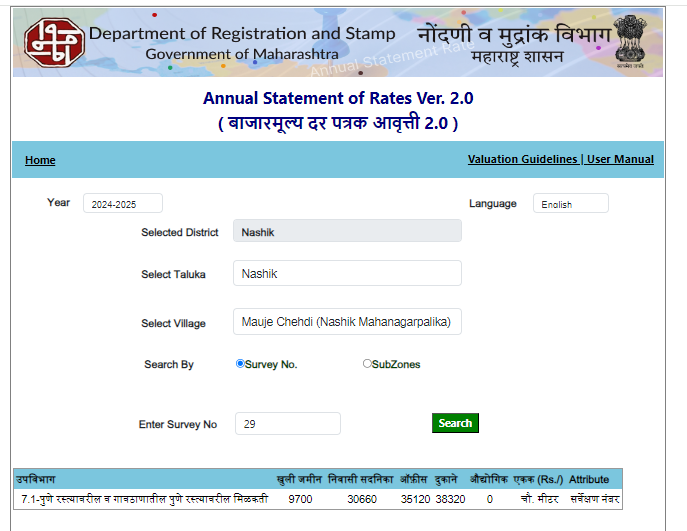 Department of Registration and Stamp
Government of Maharashtra
नोंदणी व मुद्रांक विभाग
महाराष्ट्र शासन
Annual Statement Rate
Annual Statement of Rates Ver. 2.0
( बाजारमूल्य दर पत्रक आवृत्ती 2.0 )
Home Valuation Guidelines | User Manual
Year 2024-2025 Language English
Selected District Nashik
Select Taluka Nashik
Select Village Mauje Chehdi (Nashik Mahanagarpalika)
Search By Survey No. SubZones
Enter Survey No 29 Search
उपविभाग खुली जमीन निवासी सदनिका ऑफ़ीस दुकाने औद्योगिक एकक (Rs./) Attribute
7.1-पुणे रस्त्यावरील व गावठाणातील पुणे रस्त्यावरील मिळकती 9700 30660 35120 38320 0 चौ. मीटर सर्वेक्षण नंबर